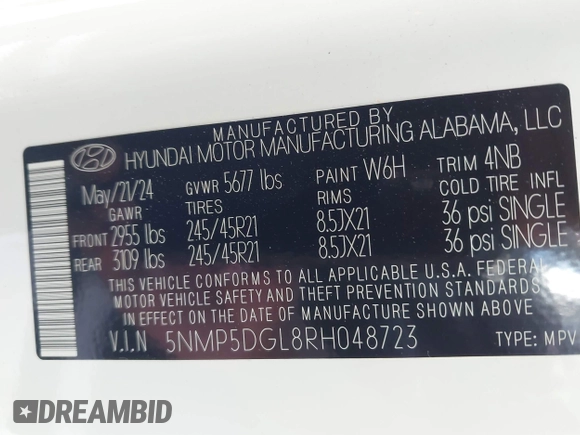 MANUFACTURED BY
HYUNDAI MOTOR MANUFACTURING ALABAMA, LLC
May/21/24 GVWR 5677 lbs PAINT W6H TRIM 4NB
GAWR TIRES RIMS COLD TIRE INFL
FRONT 2955 lbs 245/45R21 8.5JX21 36 psi SINGLE
REAR 3109 lbs 245/45R21 8.5JX21 36 psi SINGLE
THIS VEHICLE CONFORMS TO ALL APPLICABLE U.S.A. FEDERAL
MOTOR VEHICLE SAFETY AND THEFT PREVENTION STANDARDS
IN EFFECT ON THE DATE OF MANUFACTURE SHOWN ABOVE.
V.I.N 5NMP5DGL8RH048723 TYPE: MPV
DREAMBID